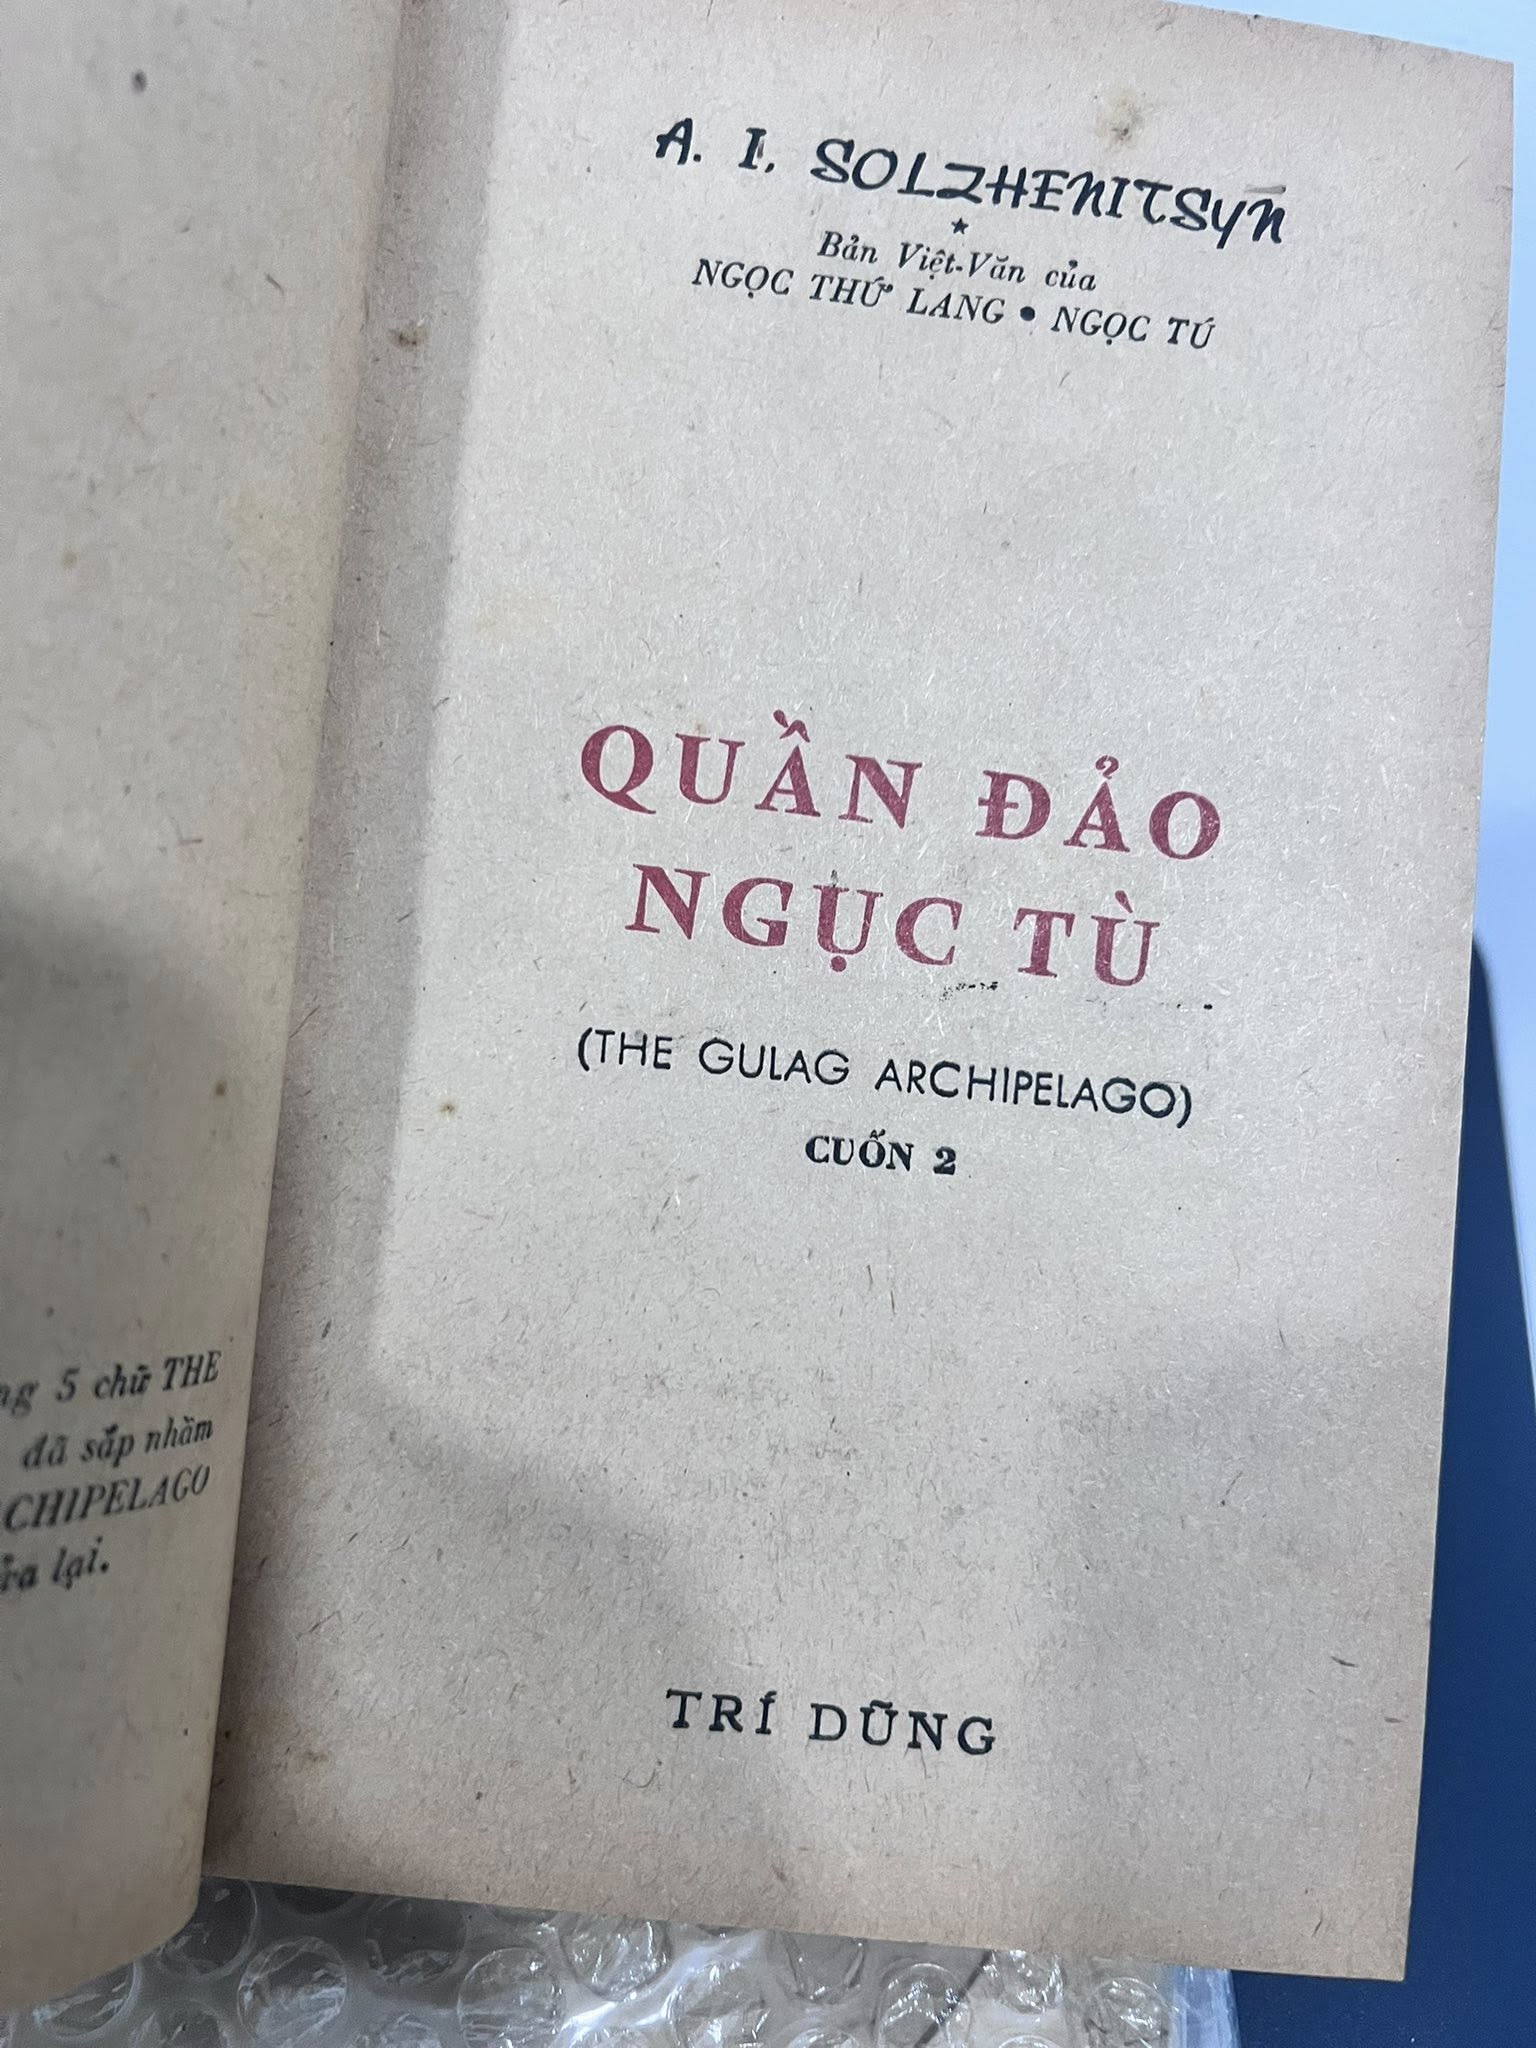 A. I. SOLZHENITSYN
★
Bản Việt-Văn của
NGỌC THỨ LANG • NGỌC TÚ
QUẦN ĐẢO
NGỤC TÙ
(THE GULAG ARCHIPELAGO)
CUỐN 2
TRÍ DŨNG
5 chữ THE
đã sắp nhầm
CHIPELAGO
lại.